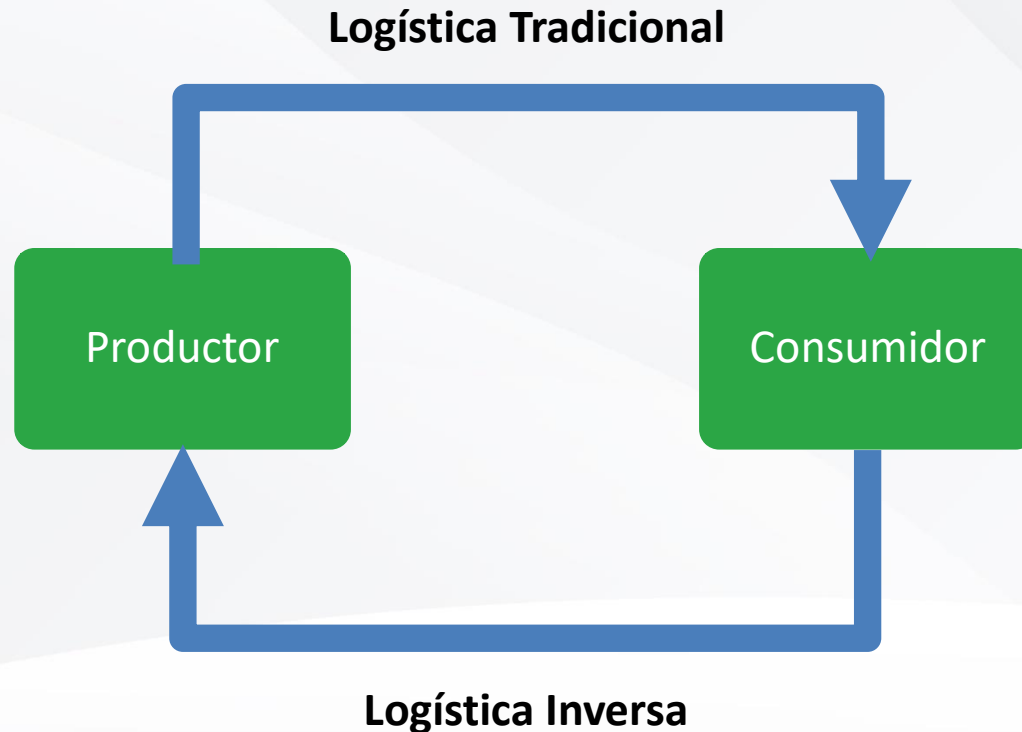 Logística Tradicional
Productor
Consumidor
Logística Inversa